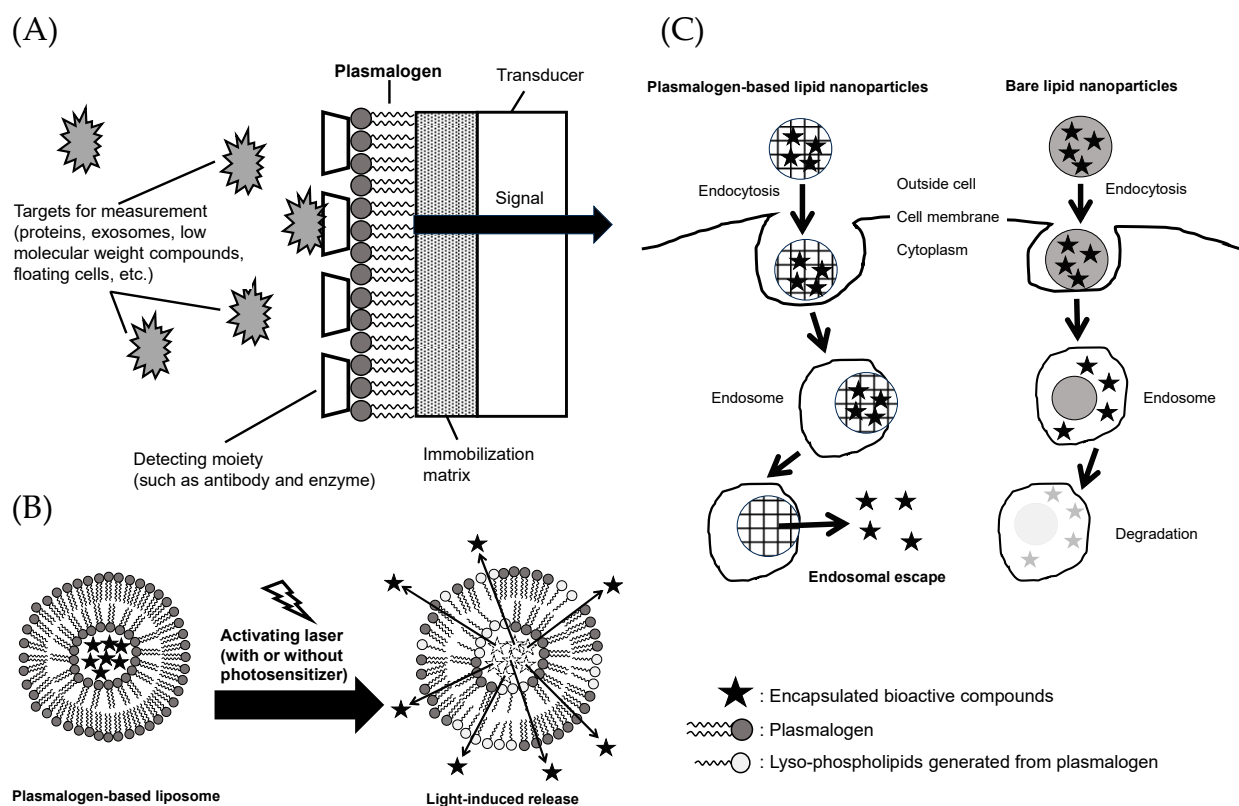 (A)
Plasmalogen
Transducer
Targets for measurement
(proteins, exosomes, low
molecular weight compounds,
floating cells, etc.)
Signal
Detecting moiety
(such as antibody and enzyme)
Immobilization
matrix
(B)
Activating laser
(with or without
photosensitizer)
Plasmalogen-based liposome
Light-induced release
(C)
Plasmalogen-based lipid nanoparticles
Bare lipid nanoparticles
Endocytosis
Outside cell
Endocytosis
Cell membrane
Cytoplasm
Endosome
Endosome
Degradation
Endosomal escape
: Encapsulated bioactive compounds
: Plasmalogen
: Lyso-phospholipids generated from plasmalogen